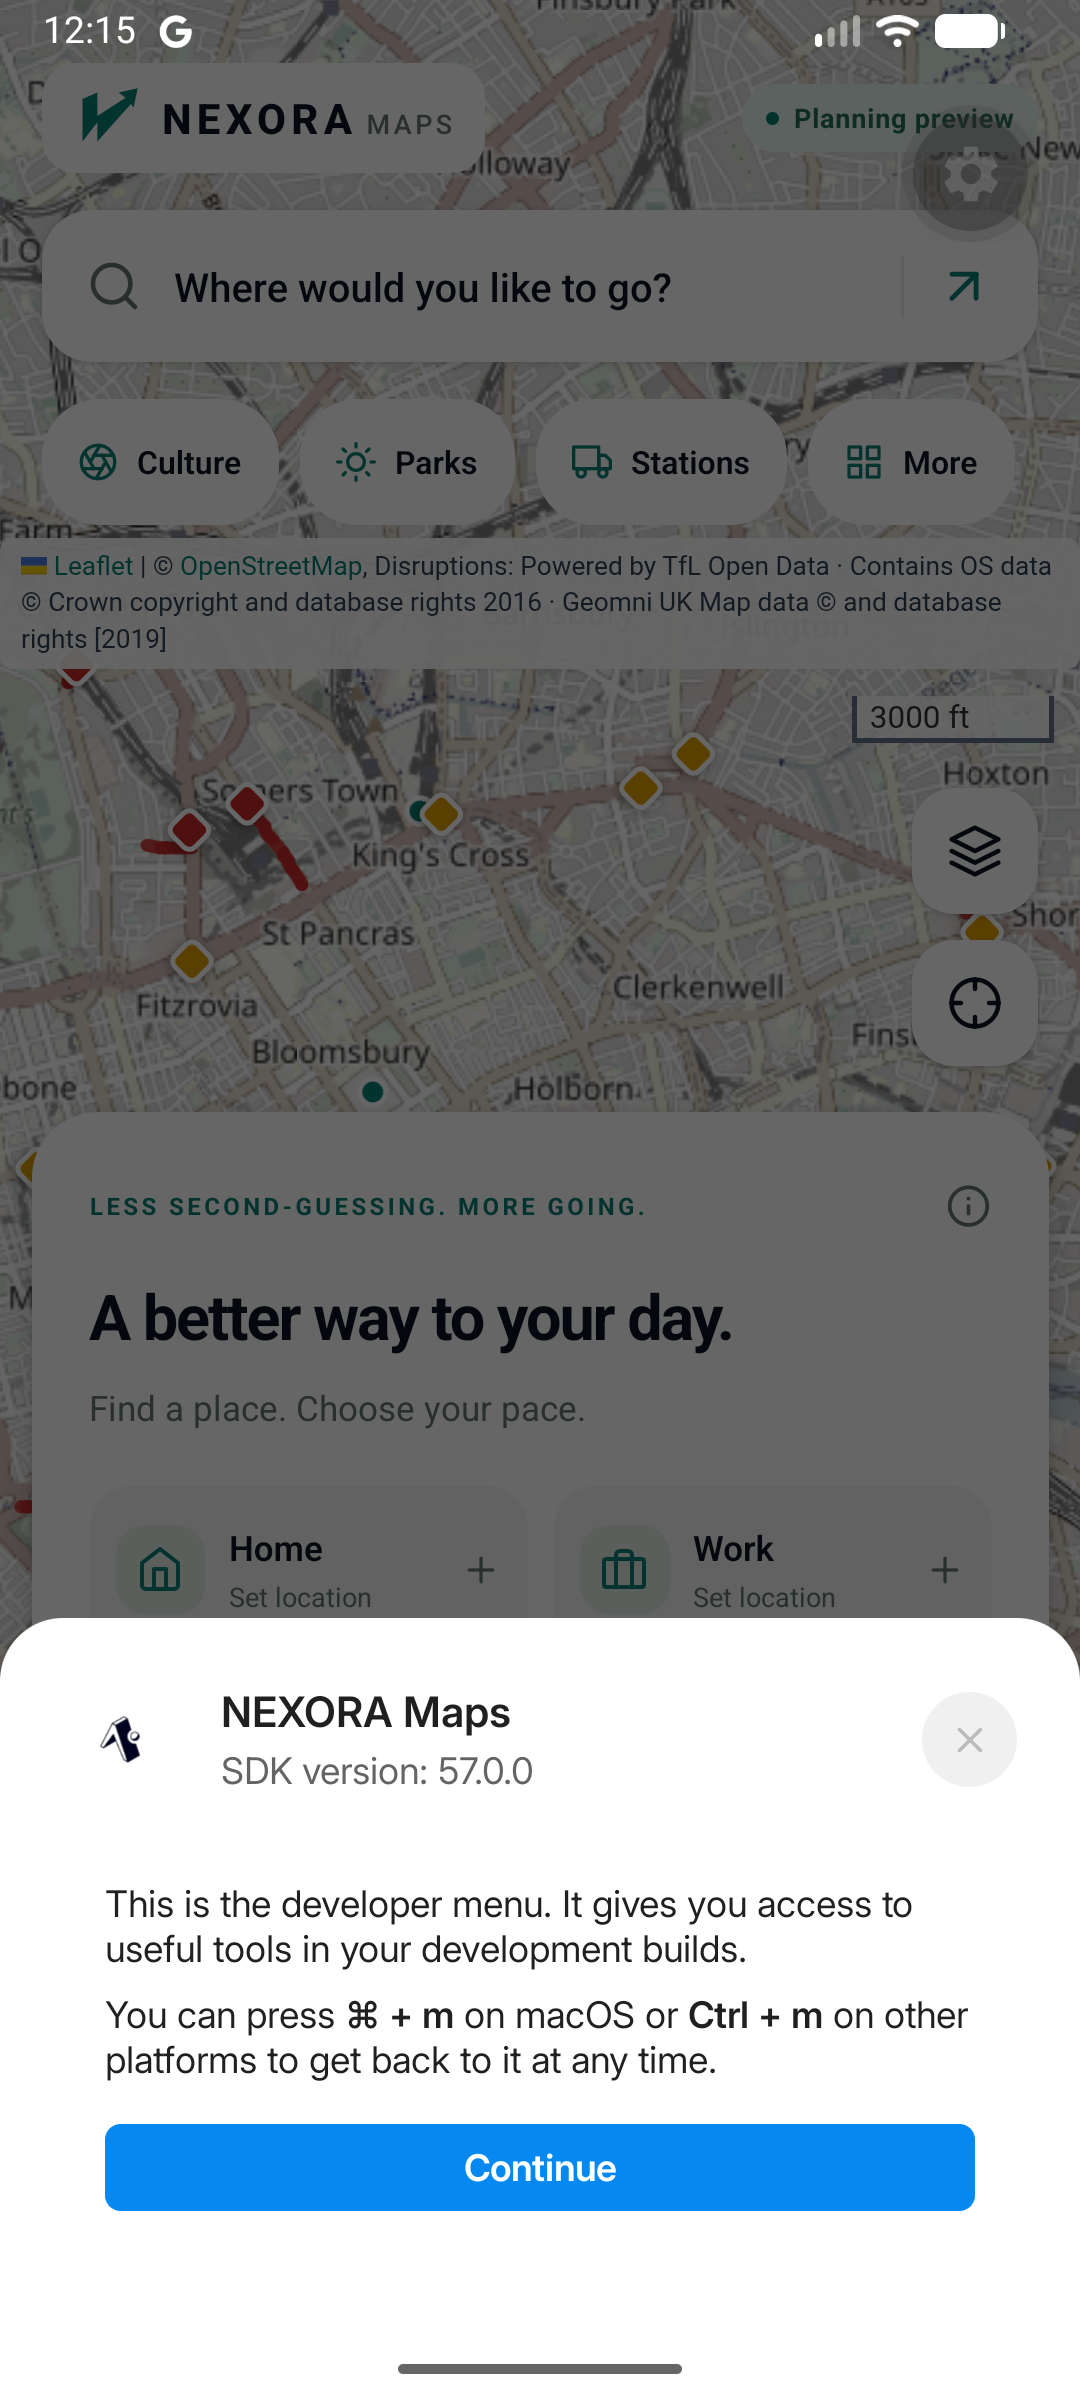 12:15
NEXORA MAPS
Planning preview
Holloway
Where would you like to go?
Culture
Parks
Stations
More
Leaflet | © OpenStreetMap, Disruptions: Powered by TfL Open Data · Contains OS data
© Crown copyright and database rights 2016 · Geomni UK Map data © and database
rights [2019]
3000 ft
Hoxton
Somers Town
King's Cross
St Pancras
Clerkenwell
Fitzrovia
Bloomsbury
Holborn
LESS SECOND-GUESSING. MORE GOING.
A better way to your day.
Find a place. Choose your pace.
Home
Set location
Work
Set location
NEXORA Maps
SDK version: 57.0.0
This is the developer menu. It gives you access to
useful tools in your development builds.
You can press ⌘ + m on macOS or Ctrl + m on other
platforms to get back to it at any time.
Continue